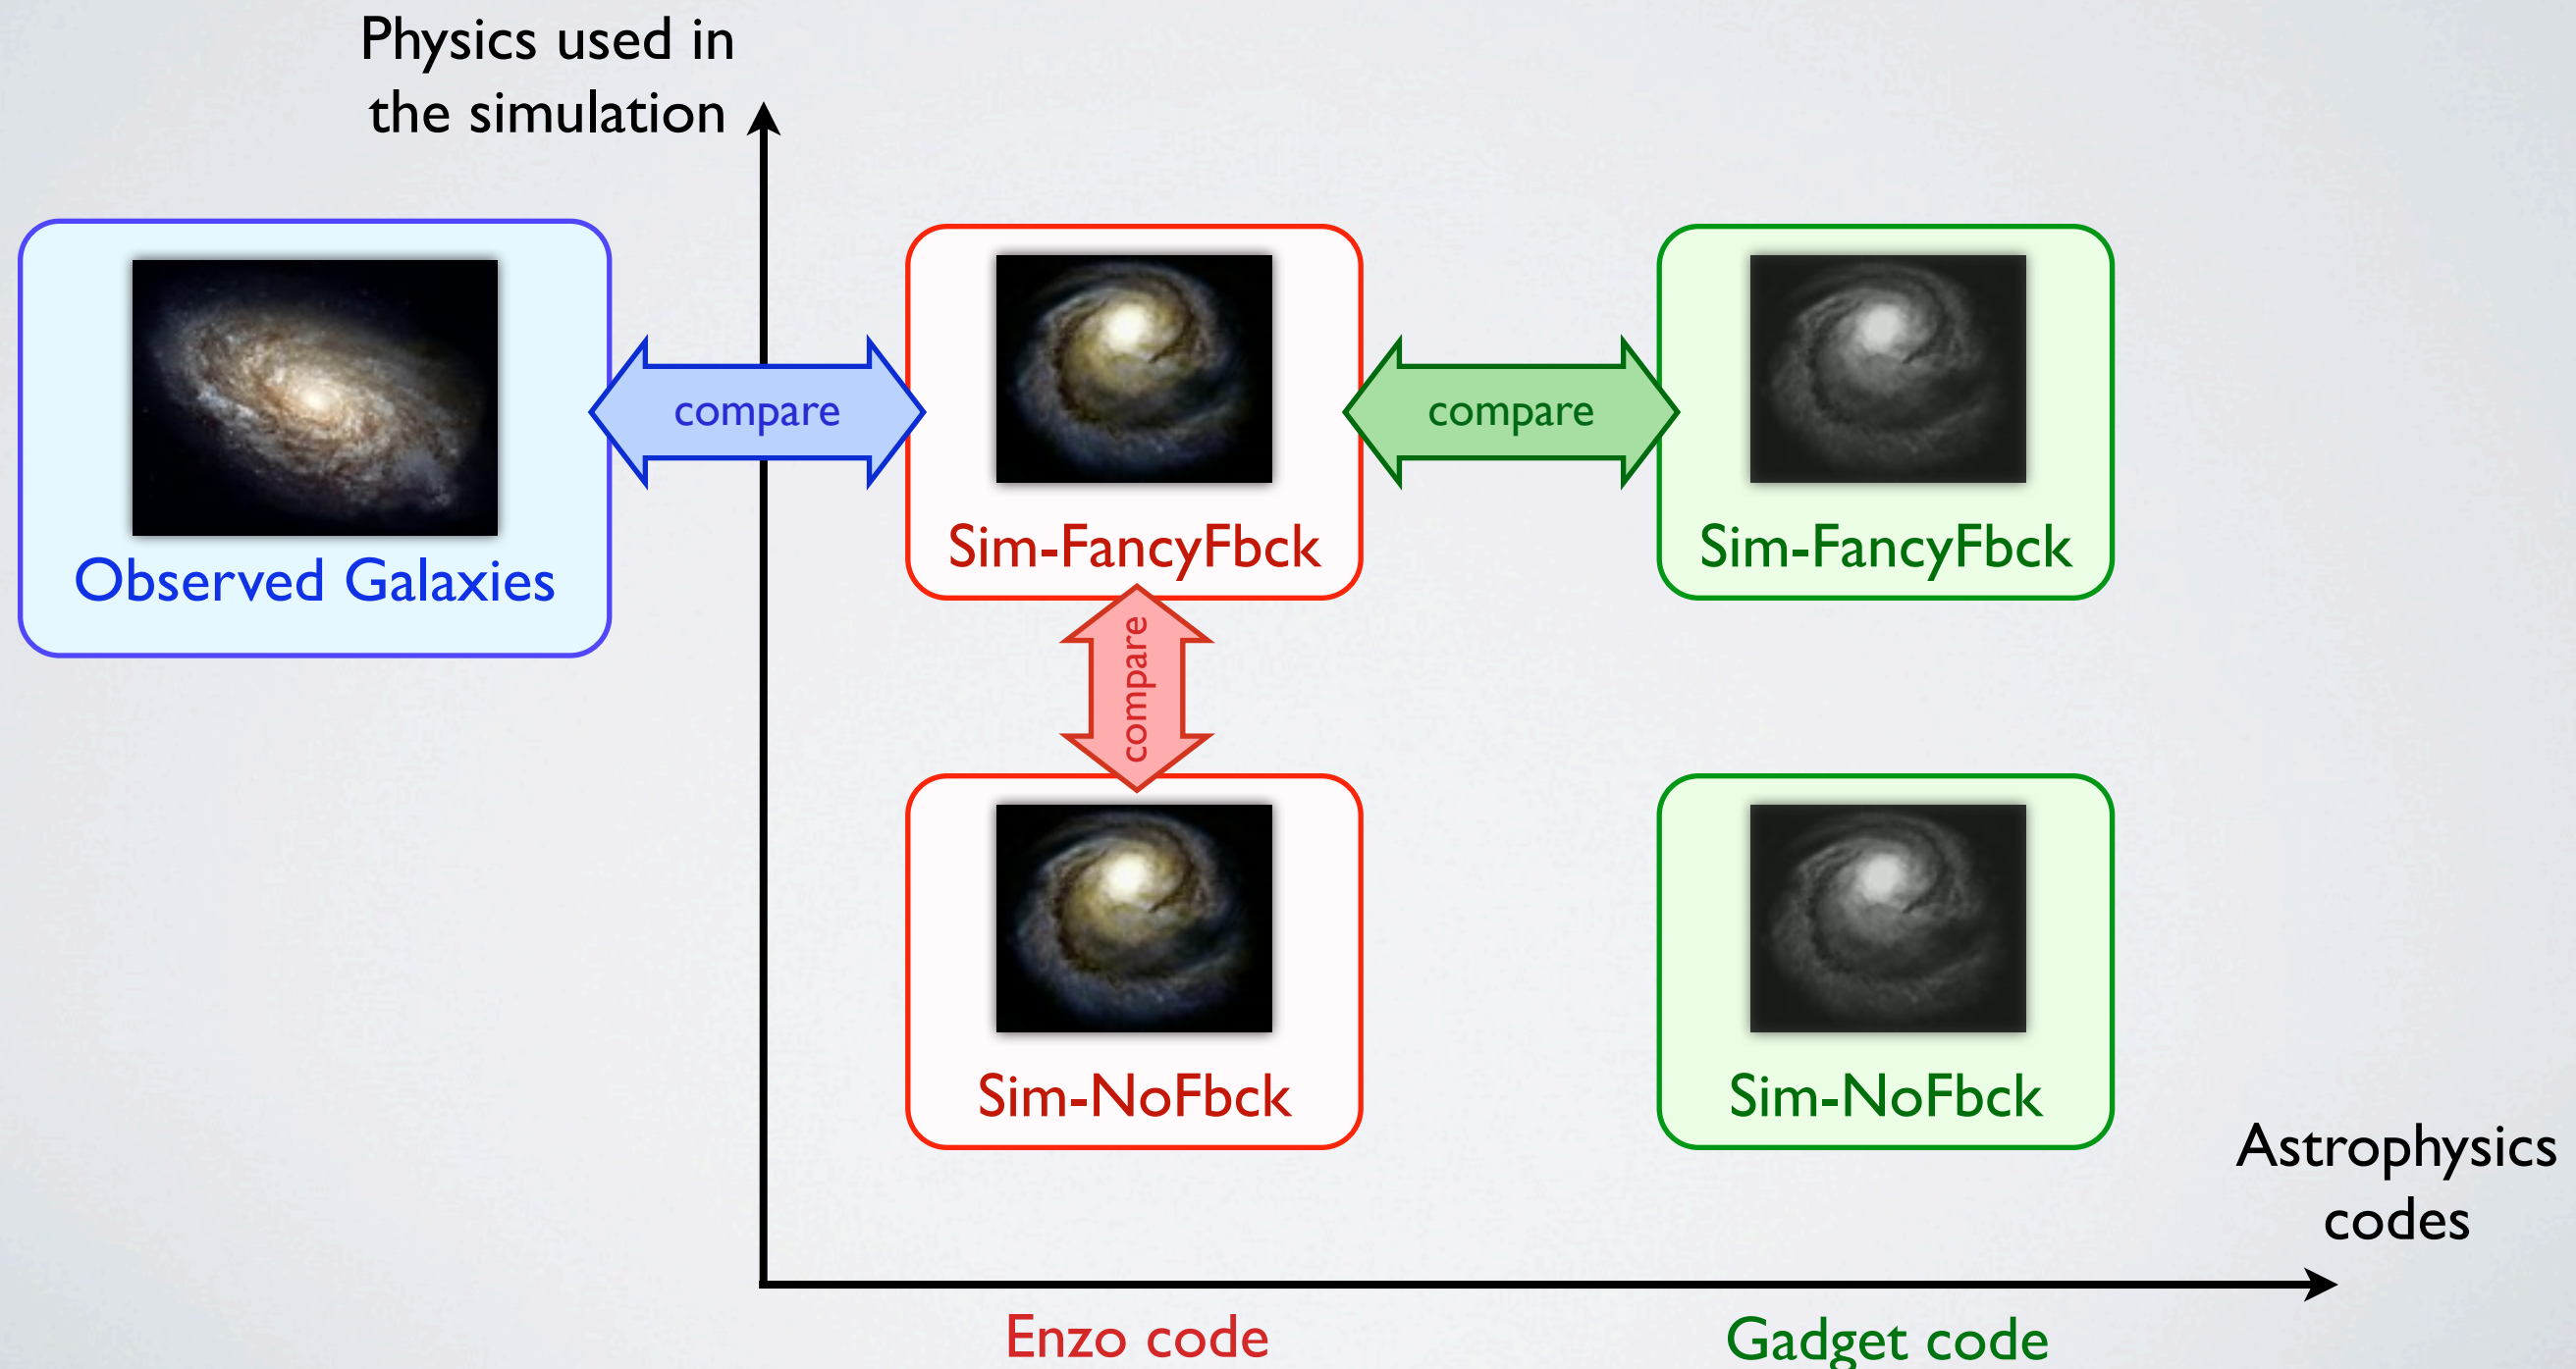 Physics used in
the simulation
Observed Galaxies
compare
Sim-FancyFbck
compare
Sim-FancyFbck
compare
Sim-NoFbck
Sim-NoFbck
Astrophysics
codes
Enzo code
Gadget code